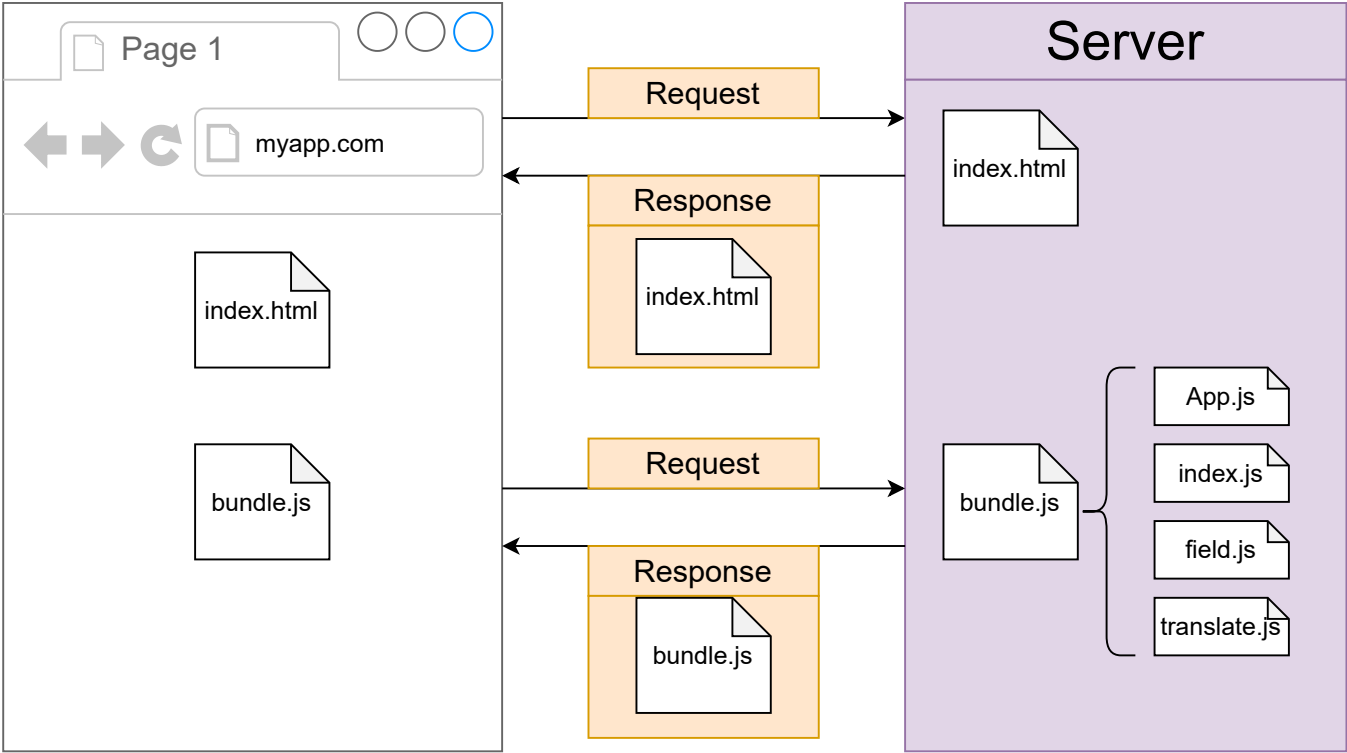 Page 1
myapp.com
index.html
bundle.js
Request
Response
index.html
Request
Response
bundle.js
Server
index.html
bundle.js
App.js
index.js
field.js
translate.js